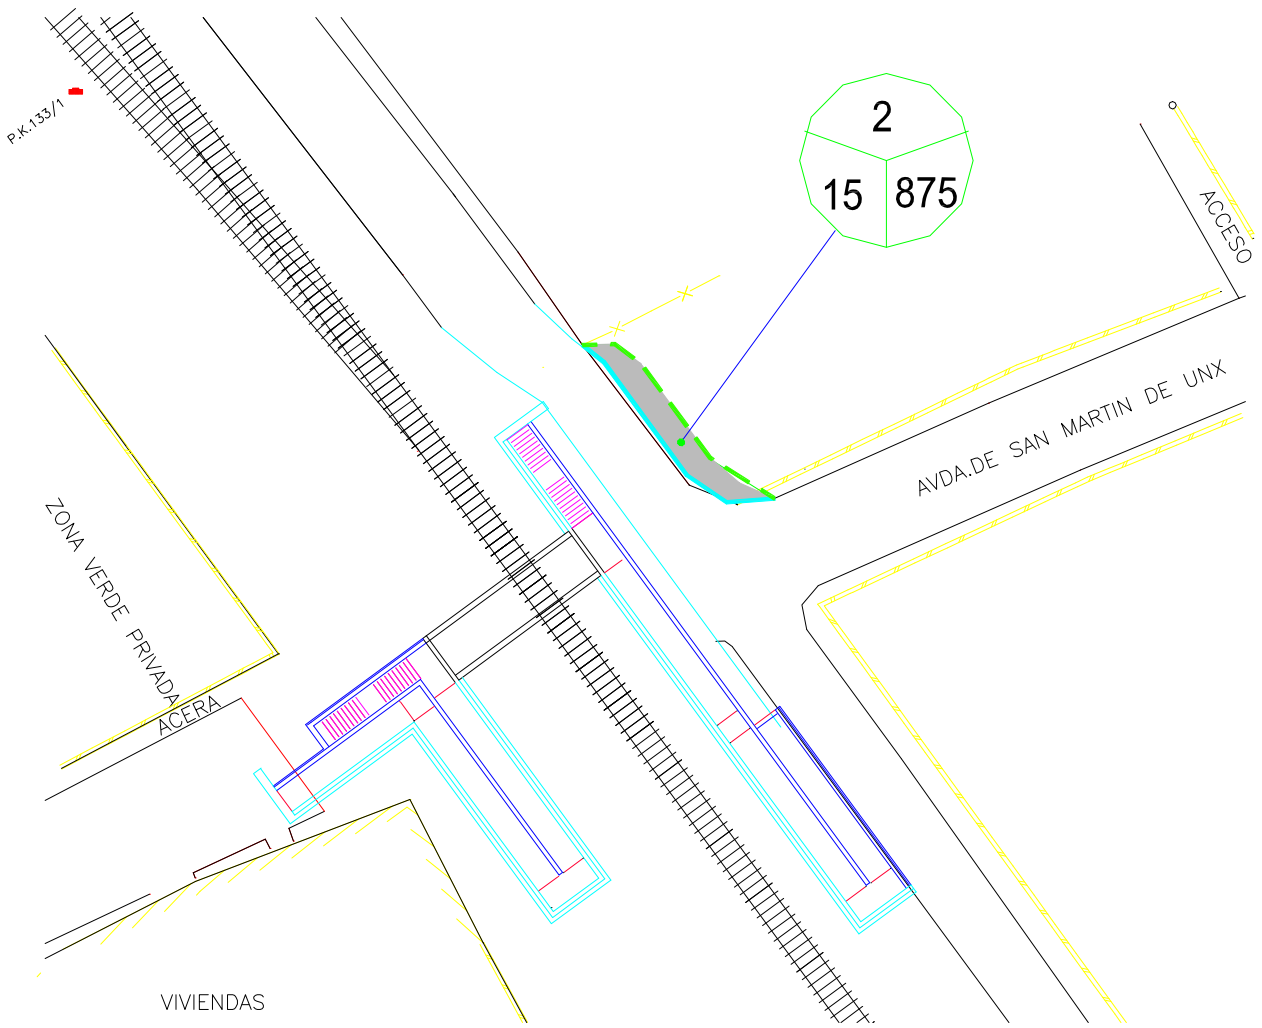 P.K.133/1
2
15
875
ACCESO
AVDA.DE SAN MARTIN DE UNX
ZONA VERDE PRIVADA
ACERA
VIVIENDAS